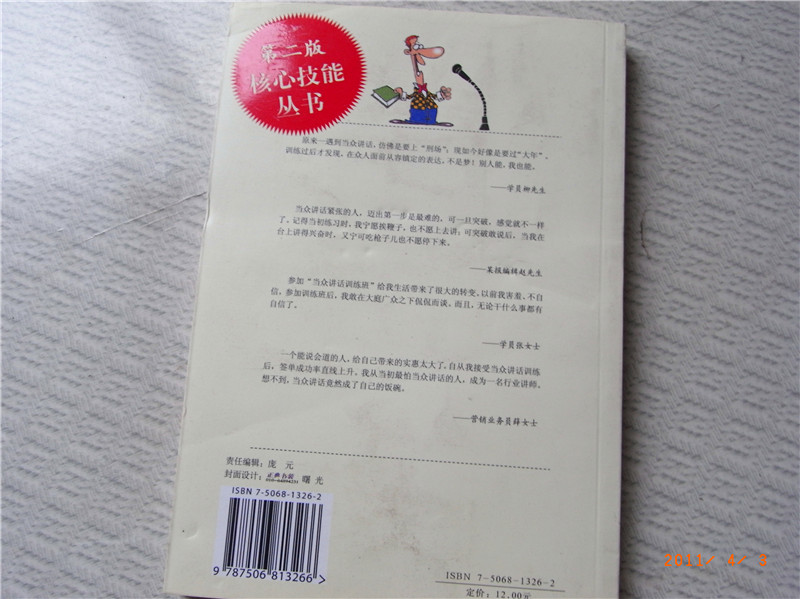 第二版
核心技能
丛书
原来一遇到当众讲话，仿佛是要上“刑场”；现如今好像是要过“大年”，
训练过后才发现，在众人面前从容镇定的表达，不是梦！别人能，我也能。
——学员柳先生
当众讲话紧张的人，迈出第一步是最难的，可一旦突破，感觉就不一样
了。记得当初练习时，我宁愿挨鞭子，也不愿上去讲；可突破敢说后，当我在
台上讲得兴奋时，又宁可吃枪子儿也不愿停下来。
——某报编辑赵先生
参加“当众讲话训练班”给我生活带来了很大的转变。以前我害羞、不自
信，参加训练班后，我敢在大庭广众之下侃侃而谈。而且，无论干什么事都有
自信了。
——学员张女士
一个能说会道的人，给自己带来的实惠太大了。自从我接受当众讲话训练
后，签单成功率直线上升。我从当初最怕当众讲话的人，成为一名行业讲师。
想不到，当众讲话竟然成了自己的饭碗。
——营销业务员薛女士
责任编辑：庞 元
封面设计：正典书装 曙 光
ISBN 7-5068-1326-2
9 787506 813266 >
ISBN 7-5068-1326-2
定价：12.00元